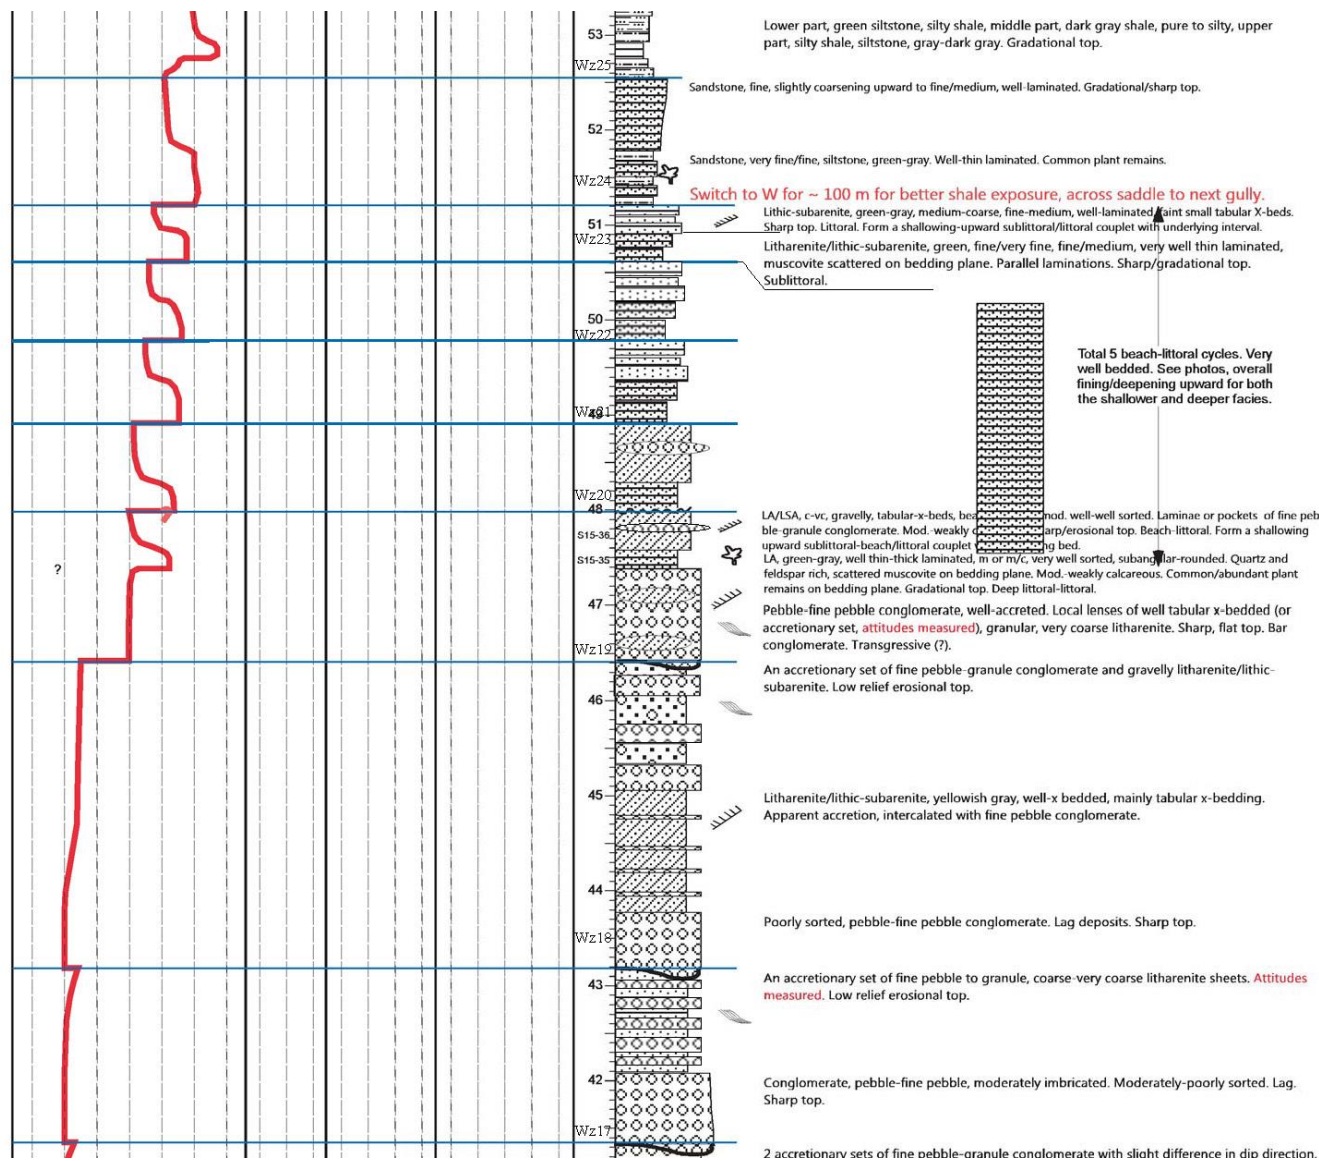 53
Lower part, green siltstone, silty shale, middle part, dark gray shale, pure to silty, upper
part, silty shale, siltstone, gray-dark gray. Gradational top.
Wz25
Sandstone, fine, slightly coarsening upward to fine/medium, well-laminated. Gradational/sharp top.
52
Sandstone, very fine/fine, siltstone, green-gray. Well-thin laminated. Common plant remains.
Wz24
Switch to W for ~ 100 m for better shale exposure, across saddle to next gully.
Lithic-subarenite, green-gray, medium-coarse, fine-medium, well-laminated, faint small tabular X-beds.
51
Sharp top. Littoral. Form a shallowing-upward sublittoral/littoral couplet with underlying interval.
Wz23
Litharenite/lithic-subarenite, green, fine/very fine, fine/medium, very well thin laminated,
muscovite scattered on bedding plane. Parallel laminations. Sharp/gradational top.
Sublittoral.
50
Wz22
Total 5 beach-littoral cycles. Very
well bedded. See photos, overall
fining/deepening upward for both
the shallower and deeper facies.
Wz21
49
Wz20
48
LA/LSA, c-vc, gravelly, tabular-x-beds, mod. well-well sorted. Laminae or pockets of fine peb
ble-granule conglomerate. Mod.-weakly arp/erosional top. Beach-littoral. Form a shallowing
S15-36
upward sublittoral-beach/littoral couplet ng bed.
S15-35
LA, green-gray, well thin-thick laminated, m or m/c, very well sorted, subangular-rounded. Quartz and
?
feldspar rich, scattered muscovite on bedding plane. Mod.-weakly calcareous. Common/abundant plant
remains on bedding plane. Gradational top. Deep littoral-littoral.
47
Pebble-fine pebble conglomerate, well-accreted. Local lenses of well tabular x-bedded (or
accretionary set, attitudes measured), granular, very coarse litharenite. Sharp, flat top. Bar
conglomerate. Transgressive (?).
Wz19
An accretionary set of fine pebble-granule conglomerate and gravelly litharenite/lithic-
subarenite. Low relief erosional top.
46
45
Litharenite/lithic-subarenite, yellowish gray, well-x bedded, mainly tabular x-bedding.
Apparent accretion, intercalated with fine pebble conglomerate.
44
Poorly sorted, pebble-fine pebble conglomerate. Lag deposits. Sharp top.
Wz18
An accretionary set of fine pebble to granule, coarse-very coarse litharenite sheets. Attitudes
43
measured. Low relief erosional top.
42
Conglomerate, pebble-fine pebble, moderately imbricated. Moderately-poorly sorted. Lag.
Sharp top.
Wz17
2 accretionary sets of fine pebble-granule conglomerate with slight difference in dip direction.